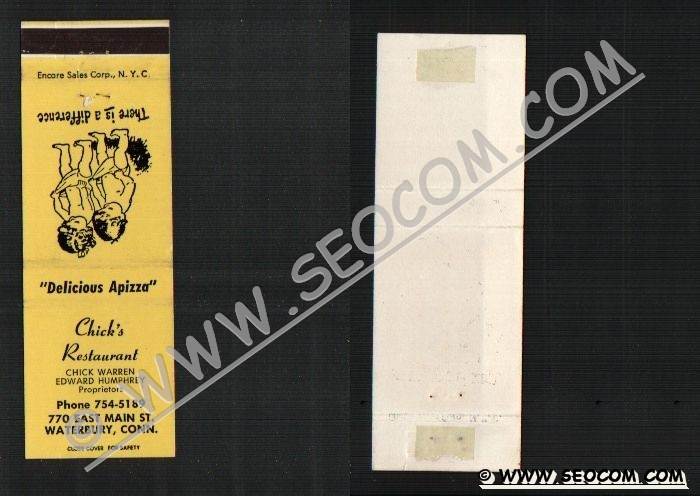 Encore Sales Corp., N. Y. C.
There is a difference
"Delicious Apizza"
Chick's
Restaurant
CHICK WARREN
EDWARD HUMPHREY
Proprietors
Phone 754-5189
770 EAST MAIN ST.
WATERBURY, CONN.
CLOSE COVER FOR SAFETY
© WWW.SEOCOM.COM
© WWW.SEOCOM.COM